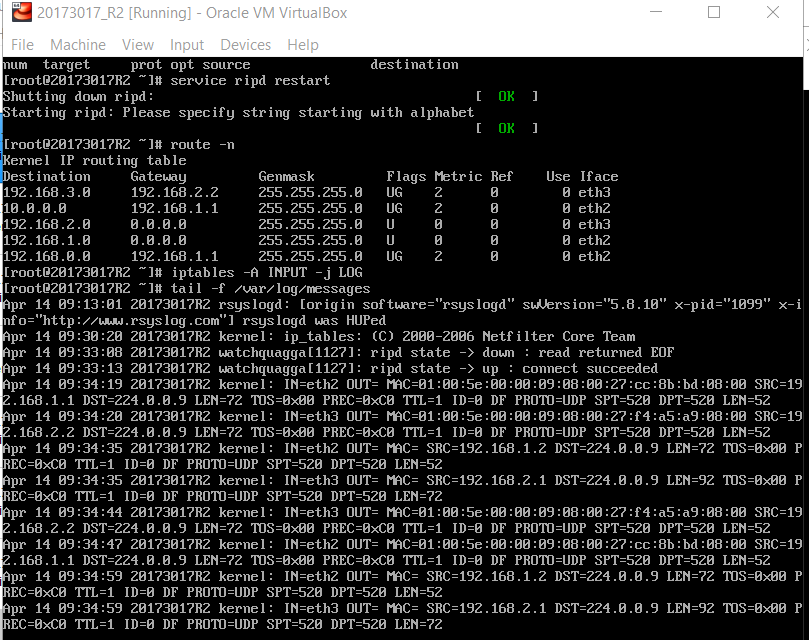 20173017_R2 [Running] - Oracle VM VirtualBox
File Machine View Input Devices Help
num target prot opt source destination
[root@20173017R2 ~]# service ripd restart
Shutting down ripd: [ OK ]
Starting ripd: Please specify string starting with alphabet
[ OK ]
[root@20173017R2 ~]# route -n
Kernel IP routing table
Destination Gateway Genmask Flags Metric Ref Use Iface
192.168.3.0 192.168.2.2 255.255.255.0 UG 2 0 0 eth3
10.0.0.0 192.168.1.1 255.255.255.0 UG 2 0 0 eth2
192.168.2.0 0.0.0.0 255.255.255.0 U 0 0 0 eth3
192.168.1.0 0.0.0.0 255.255.255.0 U 0 0 0 eth2
192.168.0.0 192.168.1.1 255.255.255.0 UG 2 0 0 eth2
[root@20173017R2 ~]# iptables -A INPUT -j LOG
[root@20173017R2 ~]# tail -f /var/log/messages
Apr 14 09:13:01 20173017R2 rsyslogd: [origin software="rsyslogd" swVersion="5.8.10" x-pid="1099" x-i
nfo="http://www.rsyslog.com"] rsyslogd was HUPed
Apr 14 09:30:20 20173017R2 kernel: ip_tables: (C) 2000-2006 Netfilter Core Team
Apr 14 09:33:08 20173017R2 watchquagga[1127]: ripd state -> down : read returned EOF
Apr 14 09:33:13 20173017R2 watchquagga[1127]: ripd state -> up : connect succeeded
Apr 14 09:34:19 20173017R2 kernel: IN=eth2 OUT= MAC=01:00:5e:00:00:09:08:00:27:cc:8b:bd:08:00 SRC=19
2.168.1.1 DST=224.0.0.9 LEN=72 TOS=0x00 PREC=0xC0 TTL=1 ID=0 DF PROTO=UDP SPT=520 DPT=520 LEN=52
Apr 14 09:34:20 20173017R2 kernel: IN=eth3 OUT= MAC=01:00:5e:00:00:09:08:00:27:f4:a5:a9:08:00 SRC=19
2.168.2.2 DST=224.0.0.9 LEN=72 TOS=0x00 PREC=0xC0 TTL=1 ID=0 DF PROTO=UDP SPT=520 DPT=520 LEN=52
Apr 14 09:34:35 20173017R2 kernel: IN=eth2 OUT= MAC= SRC=192.168.1.2 DST=224.0.0.9 LEN=72 TOS=0x00 P
REC=0xC0 TTL=1 ID=0 DF PROTO=UDP SPT=520 DPT=520 LEN=52
Apr 14 09:34:35 20173017R2 kernel: IN=eth3 OUT= MAC= SRC=192.168.2.1 DST=224.0.0.9 LEN=92 TOS=0x00 P
REC=0xC0 TTL=1 ID=0 DF PROTO=UDP SPT=520 DPT=520 LEN=72
Apr 14 09:34:44 20173017R2 kernel: IN=eth3 OUT= MAC=01:00:5e:00:00:09:08:00:27:f4:a5:a9:08:00 SRC=19
2.168.2.2 DST=224.0.0.9 LEN=72 TOS=0x00 PREC=0xC0 TTL=1 ID=0 DF PROTO=UDP SPT=520 DPT=520 LEN=52
Apr 14 09:34:47 20173017R2 kernel: IN=eth2 OUT= MAC=01:00:5e:00:00:09:08:00:27:cc:8b:bd:08:00 SRC=19
2.168.1.1 DST=224.0.0.9 LEN=72 TOS=0x00 PREC=0xC0 TTL=1 ID=0 DF PROTO=UDP SPT=520 DPT=520 LEN=52
Apr 14 09:34:59 20173017R2 kernel: IN=eth2 OUT= MAC= SRC=192.168.1.2 DST=224.0.0.9 LEN=72 TOS=0x00 P
REC=0xC0 TTL=1 ID=0 DF PROTO=UDP SPT=520 DPT=520 LEN=52
Apr 14 09:34:59 20173017R2 kernel: IN=eth3 OUT= MAC= SRC=192.168.2.1 DST=224.0.0.9 LEN=92 TOS=0x00 P
REC=0xC0 TTL=1 ID=0 DF PROTO=UDP SPT=520 DPT=520 LEN=72